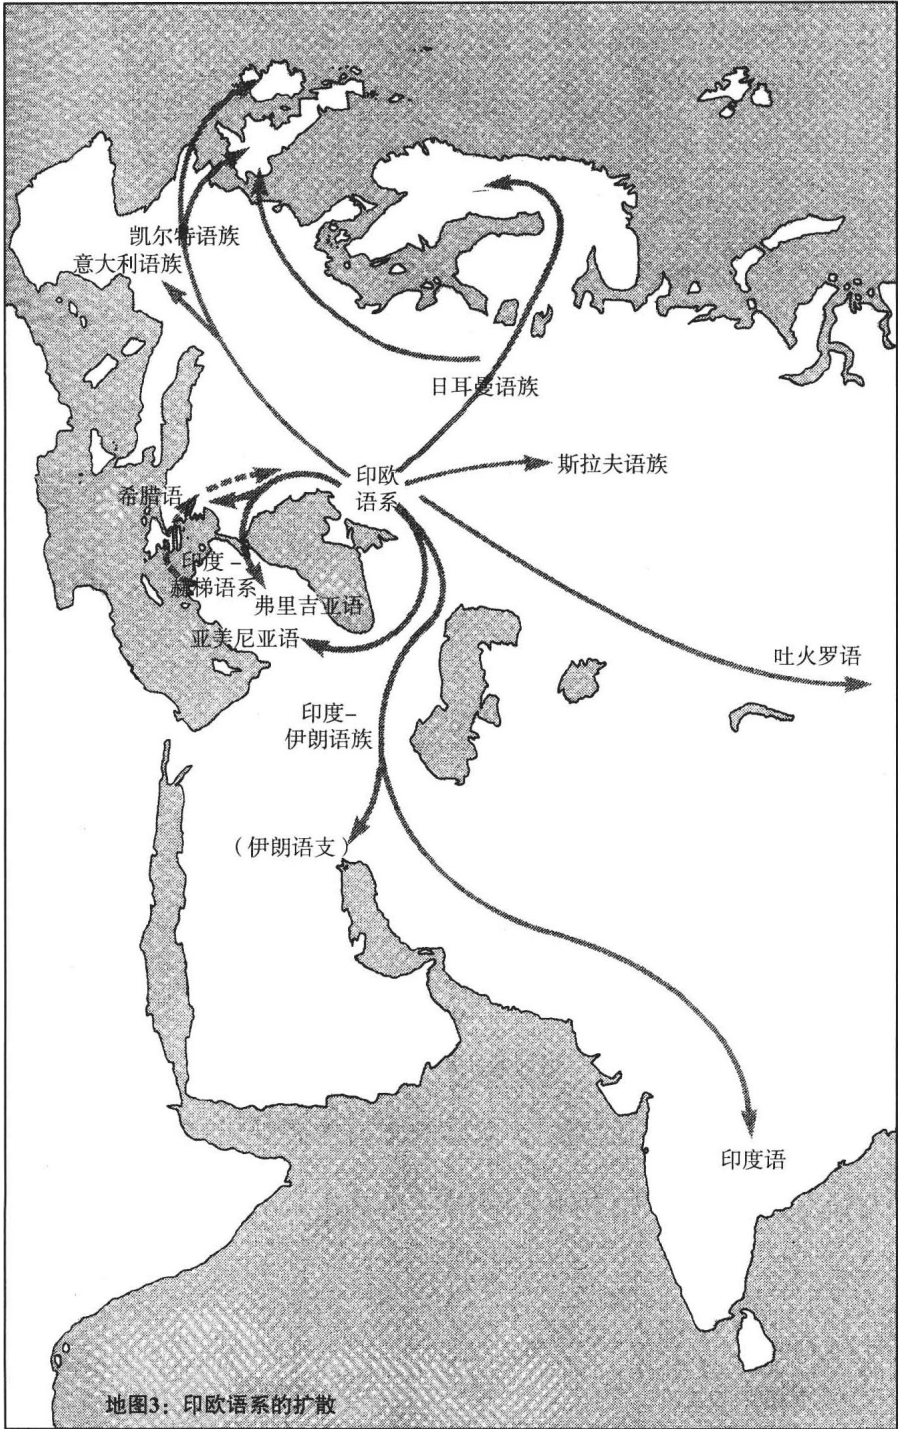 凯尔特语族
意大利语族
日耳曼语族
印欧
语系
斯拉夫语族
希腊语
印度–
赫梯语系
弗里吉亚语
亚美尼亚语
吐火罗语
印度–
伊朗语族
（伊朗语支）
印度语
地图3：印欧语系的扩散